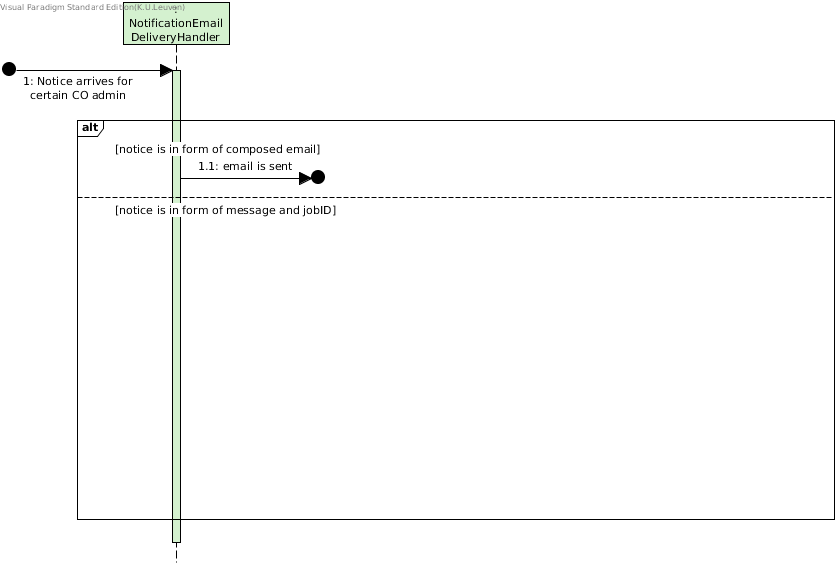 Visual Paradigm Standard Edition(K.U.Leuven)
:
NotificationEmail
DeliveryHandler
1: Notice arrives for
certain CO admin
alt
[notice is in form of composed email]
1.1: email is sent
[notice is in form of message and jobID]